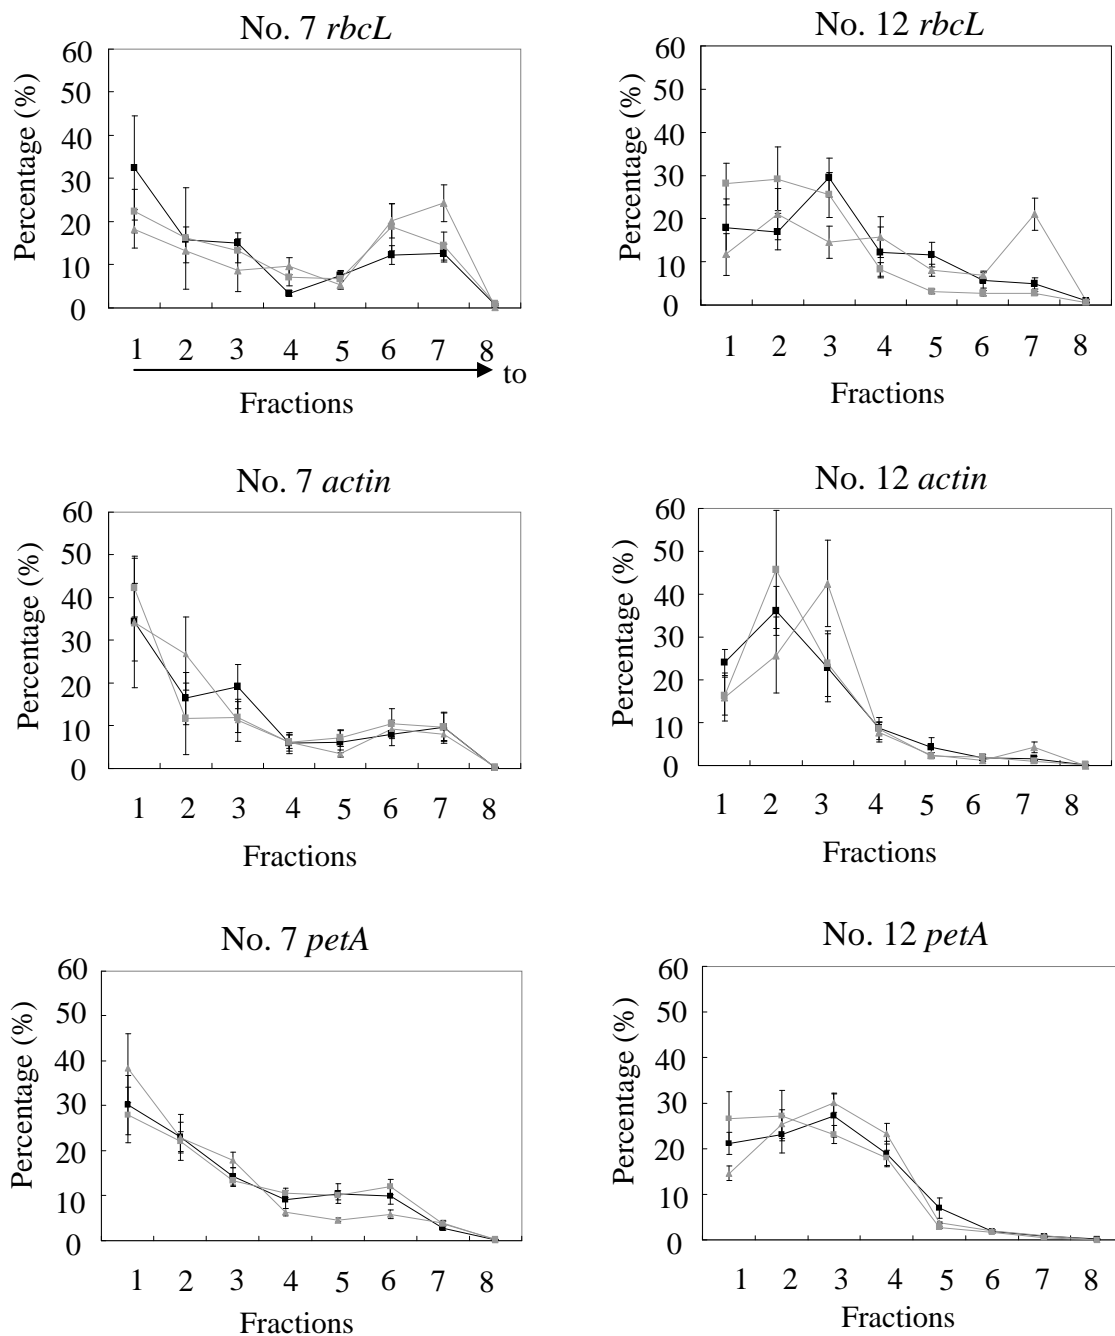 No. 7 rbcL
Percentage (%)
60
50
40
30
20
10
0
1 2 3 4 5 6 7 8
to
Fractions
No. 12 rbcL
Percentage (%)
60
50
40
30
20
10
0
1 2 3 4 5 6 7 8
Fractions
No. 7 actin
Percentage (%)
60
50
40
30
20
10
0
1 2 3 4 5 6 7 8
Fractions
No. 12 actin
Percentage (%)
60
50
40
30
20
10
0
1 2 3 4 5 6 7 8
Fractions
No. 7 petA
Percentage (%)
60
50
40
30
20
10
0
1 2 3 4 5 6 7 8
Fractions
No. 12 petA
Percentage (%)
60
50
40
30
20
10
0
1 2 3 4 5 6 7 8
Fractions